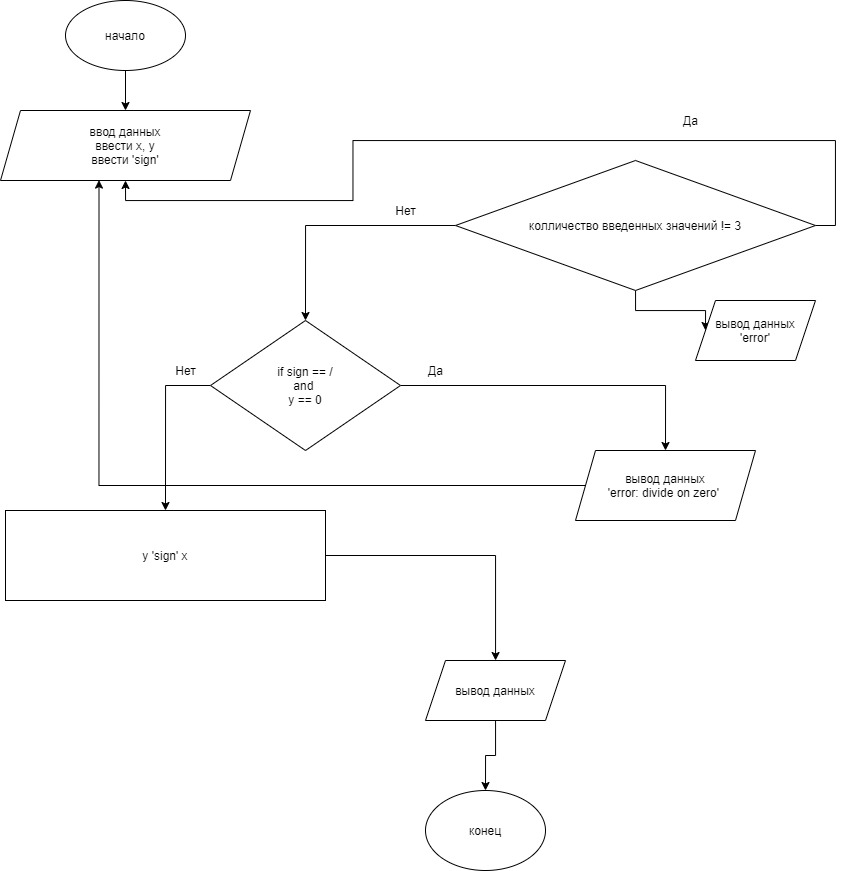 начало
ввод данных
ввести x, y
ввести 'sign'
Да
Нет
колличество введенных значений != 3
вывод данных
'error'
Нет
if sign == /
and
y == 0
Да
вывод данных
'error: divide on zero'
y 'sign' x
вывод данных
конец